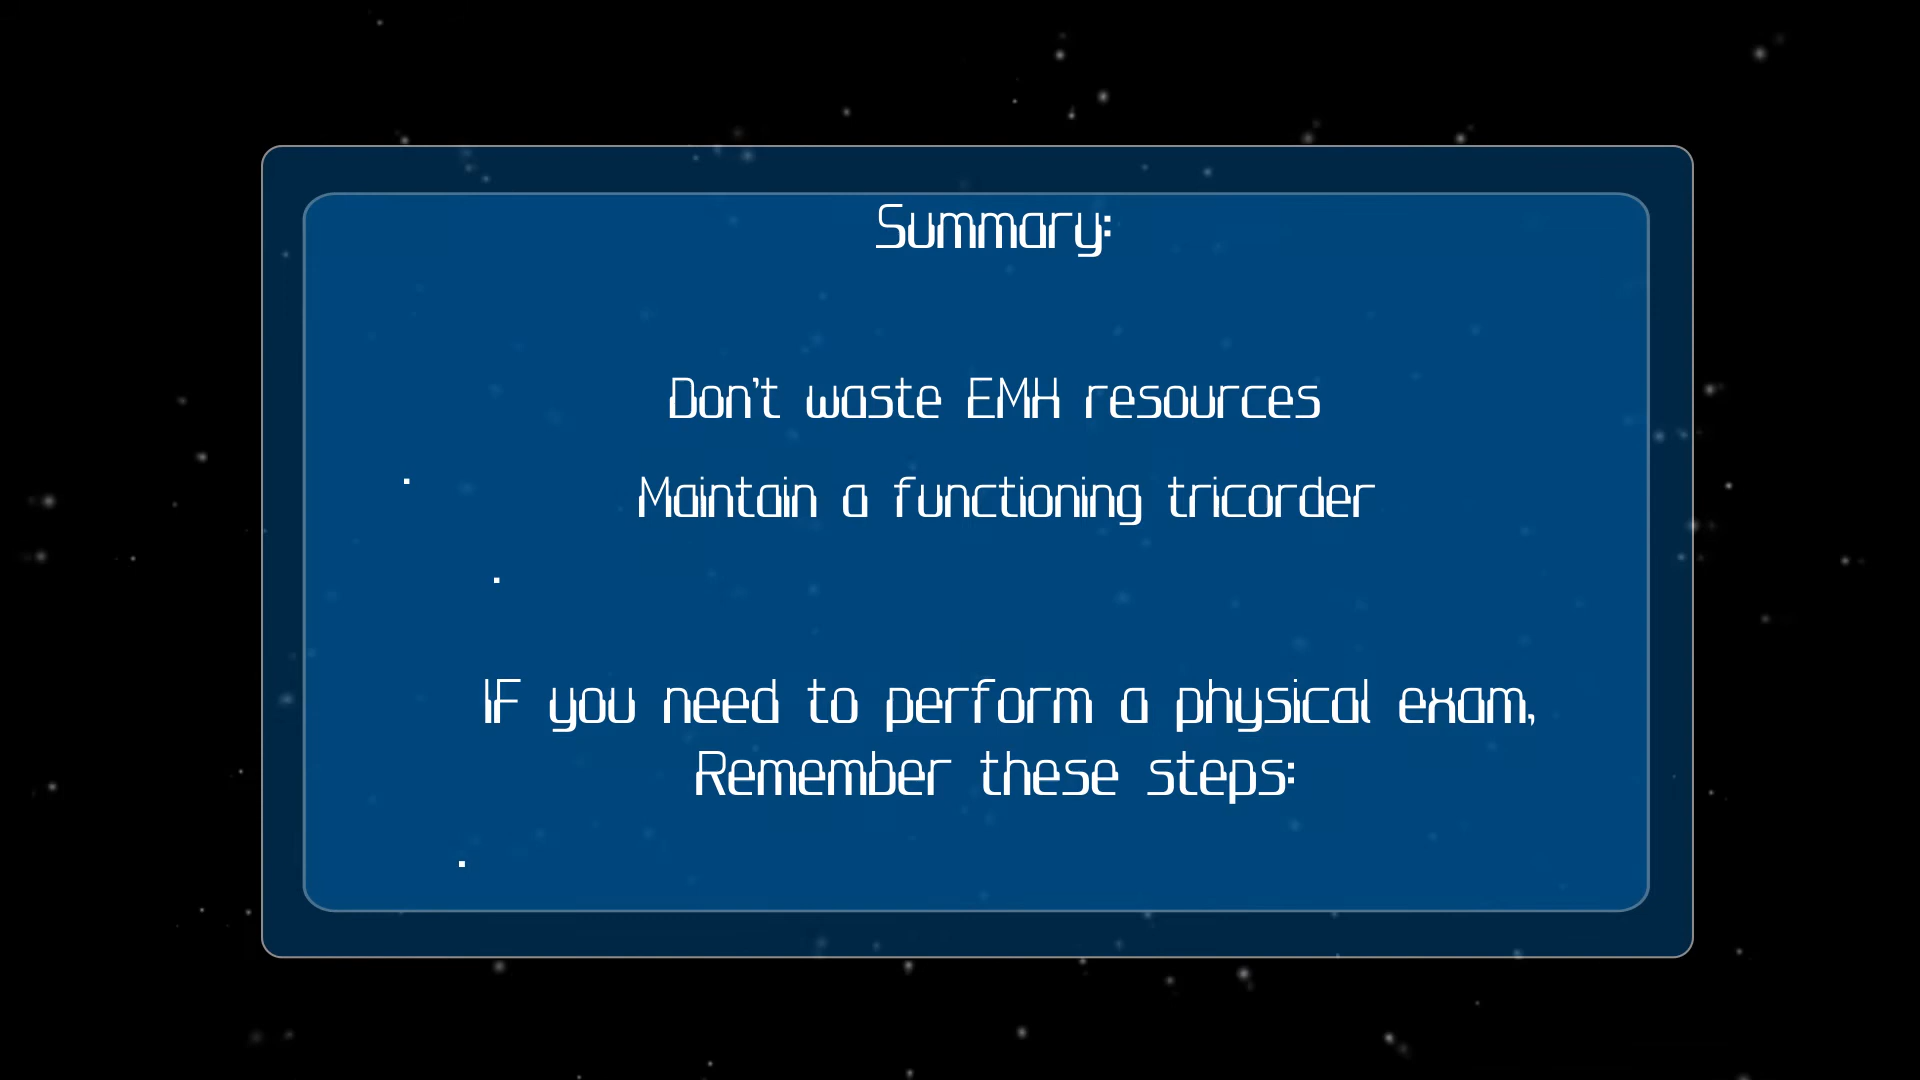 Summary:
Don't waste EMH resources
Maintain a functioning tricorder
IF you need to perform a physical exam,
Remember these steps: